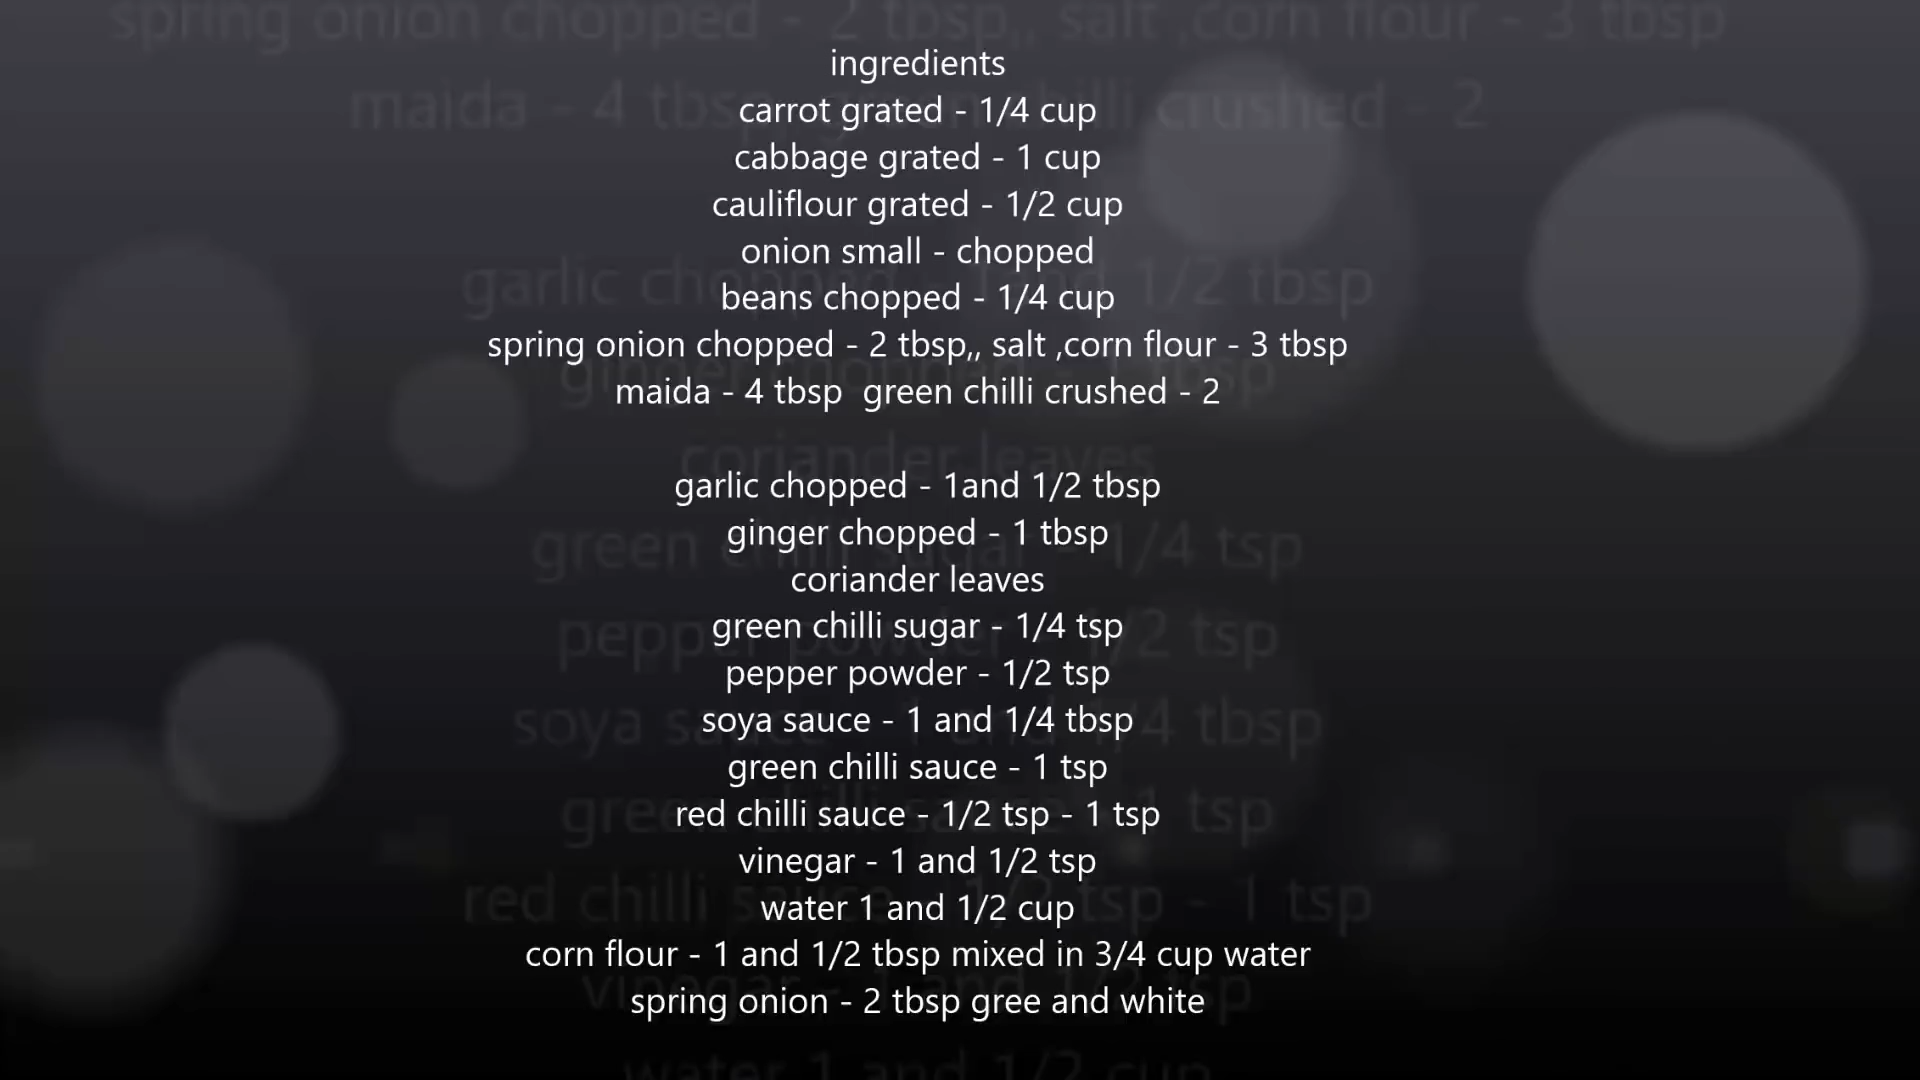 ingredients
carrot grated - 1/4 cup
cabbage grated - 1 cup
cauliflour grated - 1/2 cup
onion small - chopped
beans chopped - 1/4 cup
spring onion chopped - 2 tbsp,, salt ,corn flour - 3 tbsp
maida - 4 tbsp  green chilli crushed - 2
garlic chopped - 1and 1/2 tbsp
ginger chopped - 1 tbsp
coriander leaves
green chilli sugar - 1/4 tsp
pepper powder - 1/2 tsp
soya sauce - 1 and 1/4 tbsp
green chilli sauce - 1 tsp
red chilli sauce - 1/2 tsp - 1 tsp
vinegar - 1 and 1/2 tsp
water 1 and 1/2 cup
corn flour - 1 and 1/2 tbsp mixed in 3/4 cup water
spring onion - 2 tbsp gree and white